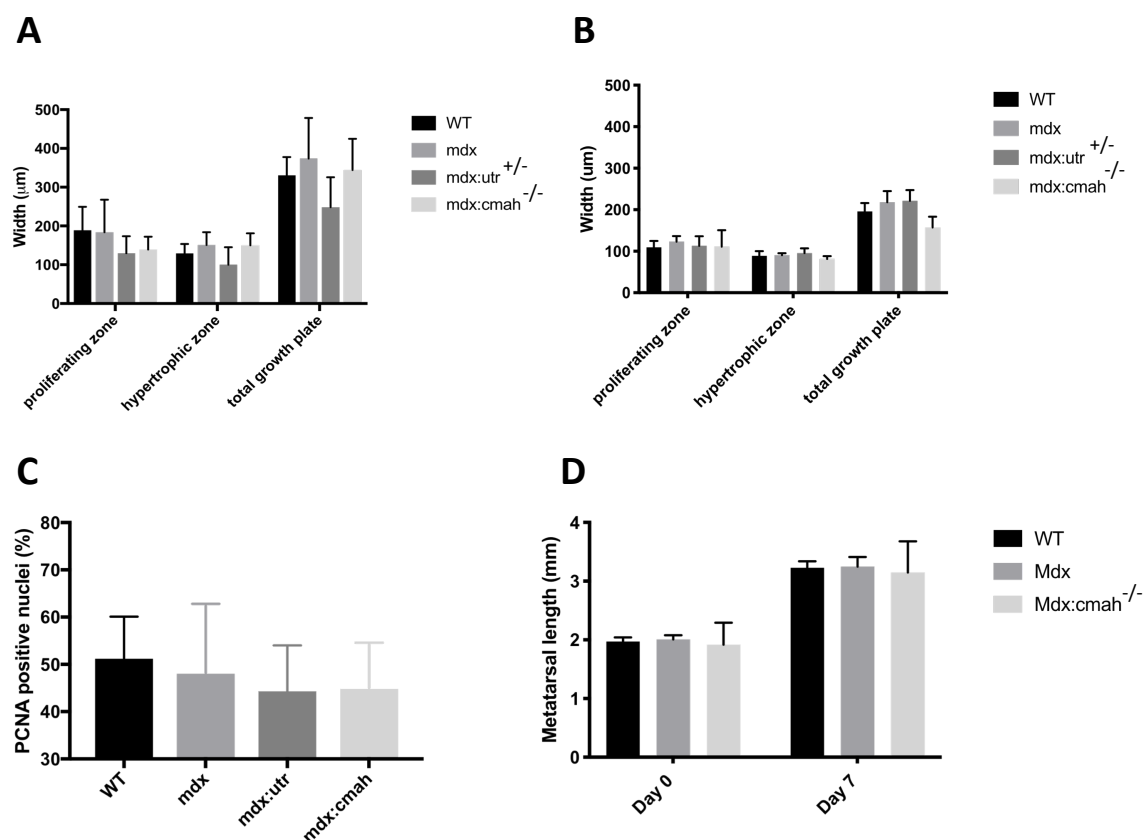 A
Width (μm)
500
400
300
200
100
0
proliferating zone
hypertrophic zone
total growth plate
WT
mdx
mdx:utr+/-
mdx:cmah-/-
B
Width (um)
500
400
300
200
100
0
proliferating zone
hypertrophic zone
total growth plate
WT
mdx
mdx:utr+/-
-/-
mdx:cmah
C
PCNA positive nuclei (%)
80
70
60
50
40
30
WT
mdx
mdx:utr
mdx:cmah
D
Metatarsal length (mm)
4
3
2
1
0
Day 0
Day 7
WT
Mdx
Mdx:cmah-/-